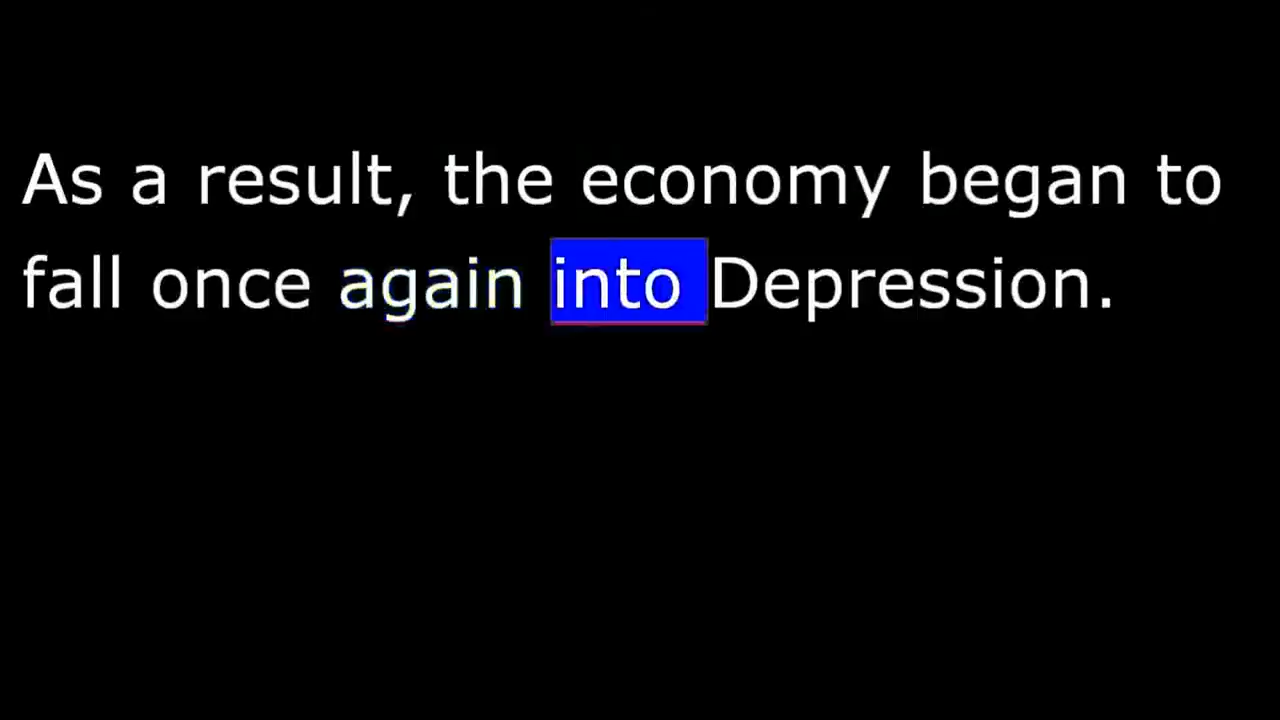 As a result, the economy began to
fall once again into Depression.